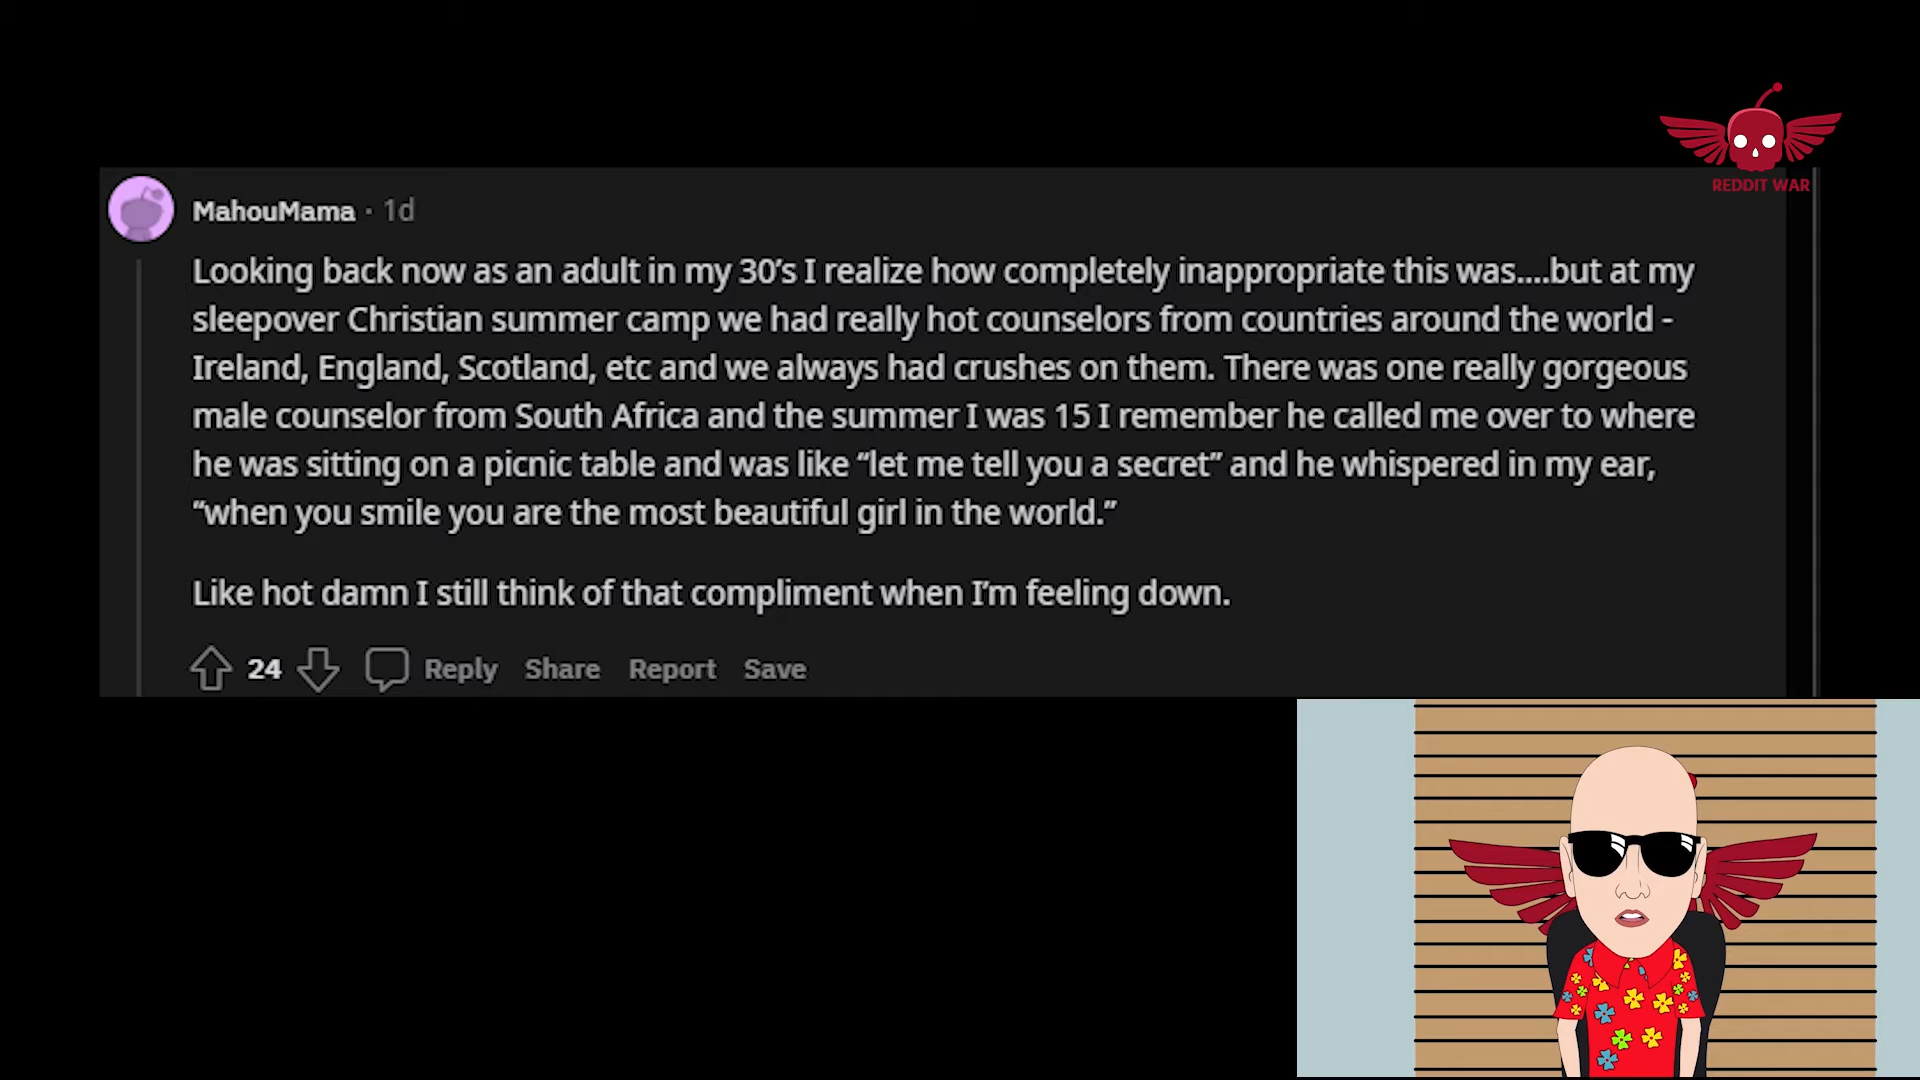 REDDIT WAR
MahouMama · 1d
Looking back now as an adult in my 30’s I realize how completely inappropriate this was....but at my
sleepover Christian summer camp we had really hot counselors from countries around the world -
Ireland, England, Scotland, etc and we always had crushes on them. There was one really gorgeous
male counselor from South Africa and the summer I was 15 I remember he called me over to where
he was sitting on a picnic table and was like “let me tell you a secret” and he whispered in my ear,
“when you smile you are the most beautiful girl in the world.”
Like hot damn I still think of that compliment when I’m feeling down.
24 Reply Share Report Save